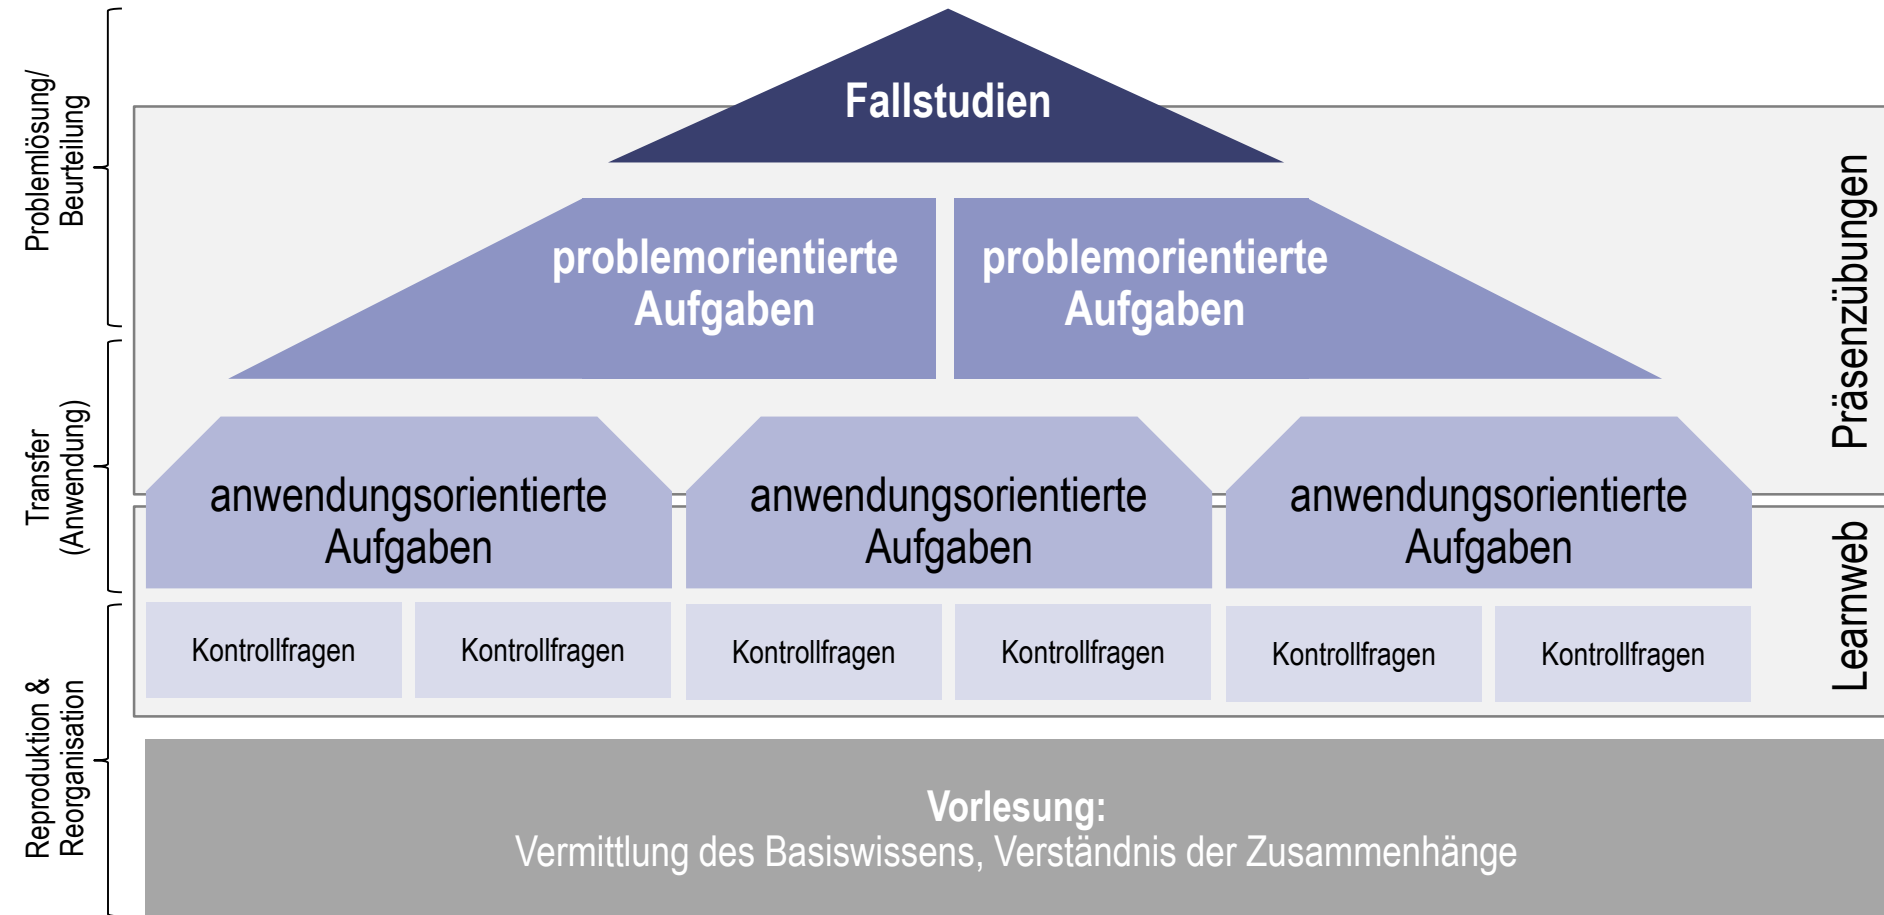 Problemlösung/
Beurteilung
Fallstudien
Präsenzübungen
problemorientierte
Aufgaben
problemorientierte
Aufgaben
Transfer
(Anwendung)
anwendungsorientierte
Aufgaben
anwendungsorientierte
Aufgaben
anwendungsorientierte
Aufgaben
Learnweb
Kontrollfragen
Kontrollfragen
Kontrollfragen
Kontrollfragen
Kontrollfragen
Kontrollfragen
Reproduktion &
Reorganisation
Vorlesung:
Vermittlung des Basiswissens, Verständnis der Zusammenhänge